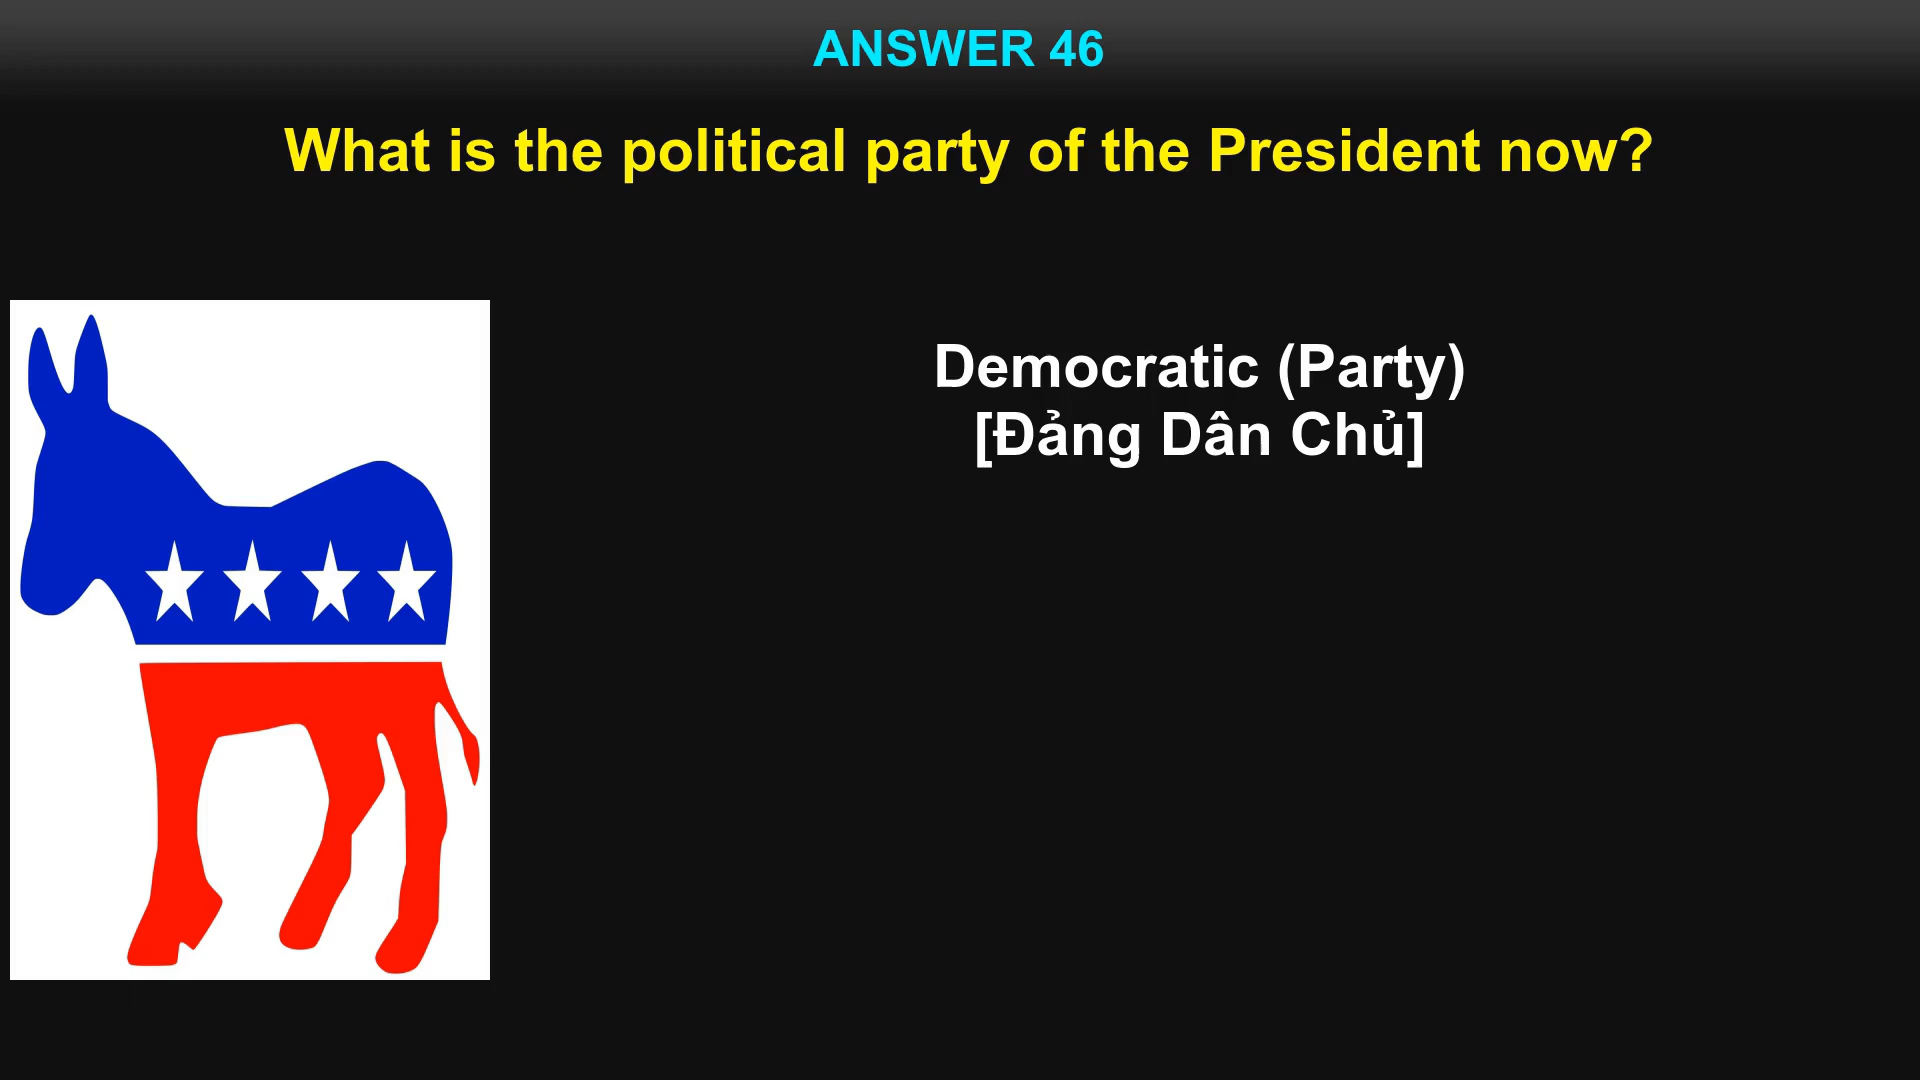 ANSWER 46
What is the political party of the President now?
Democratic (Party)
[Đảng Dân Chủ]